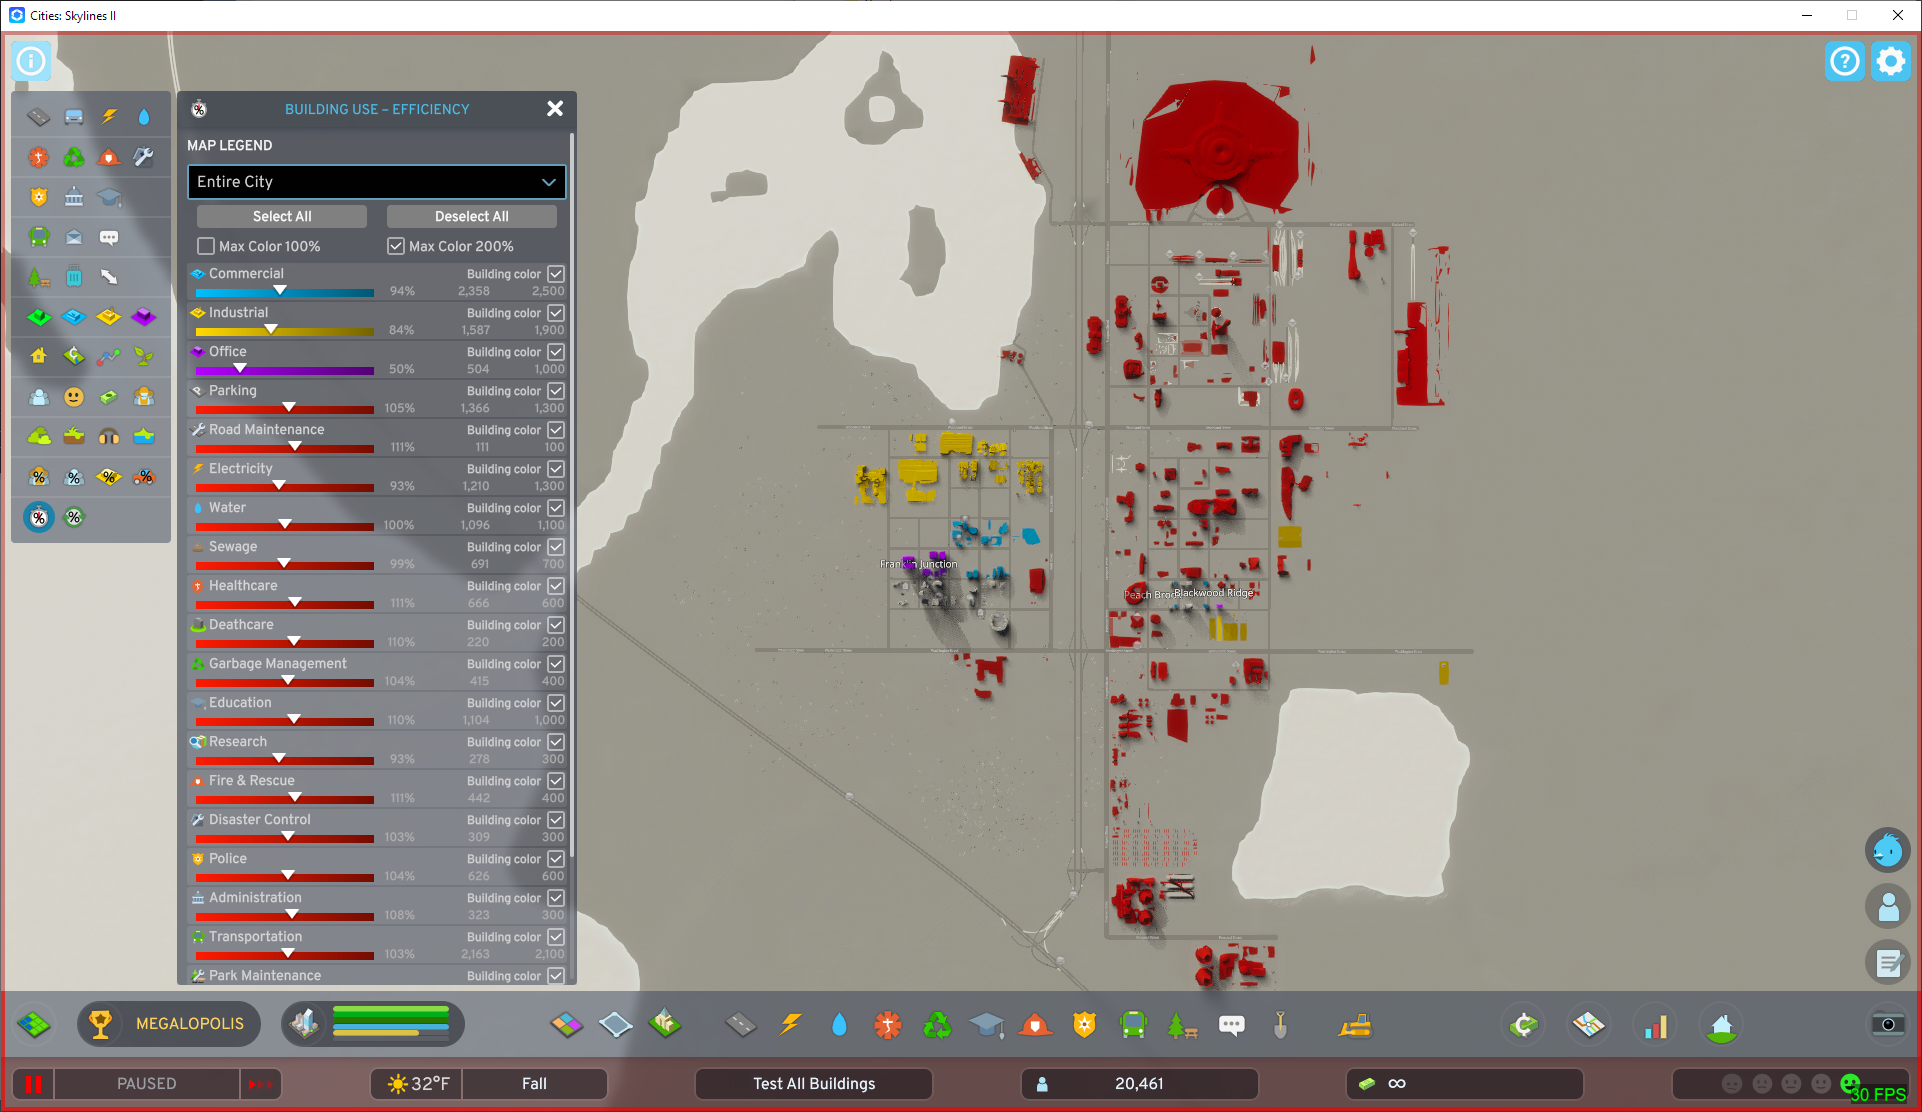 Cities: Skylines II
BUILDING USE – EFFICIENCY
MAP LEGEND
Entire City
Select All
Deselect All
Max Color 100%
Max Color 200%
Commercial Building color
94% 2,358 2,500
Industrial Building color
84% 1,587 1,900
Office Building color
50% 504 1,000
Parking Building color
105% 1,366 1,300
Road Maintenance Building color
111% 111 100
Electricity Building color
93% 1,210 1,300
Water Building color
100% 1,096 1,100
Sewage Building color
99% 691 700
Healthcare Building color
111% 666 600
Deathcare Building color
110% 220 200
Garbage Management Building color
104% 415 400
Education Building color
110% 1,104 1,000
Research Building color
93% 278 300
Fire & Rescue Building color
111% 442 400
Disaster Control Building color
103% 309 300
Police Building color
104% 626 600
Administration Building color
108% 323 300
Transportation Building color
103% 2,163 2,100
Park Maintenance Building color
Franklin Junction
Peach Broo
Blackwood Ridge
MEGALOPOLIS
PAUSED
32°F
Fall
Test All Buildings
20,461
∞
30 FPS